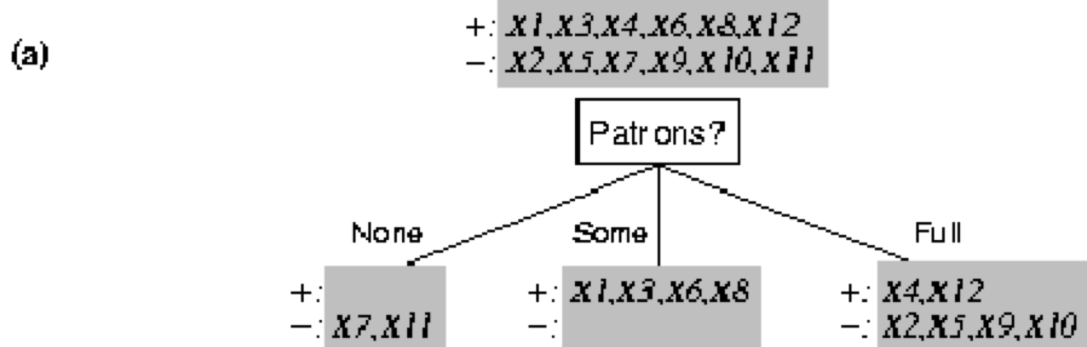 +: X1,X3,X4,X6,X8,X12
(a)
−: X2,X5,X7,X9,X10,X11
Patrons?
None Some Full
+: +: X1,X3,X6,X8 +: X4,X12
−: X7,X11 −: −: X2,X5,X9,X10